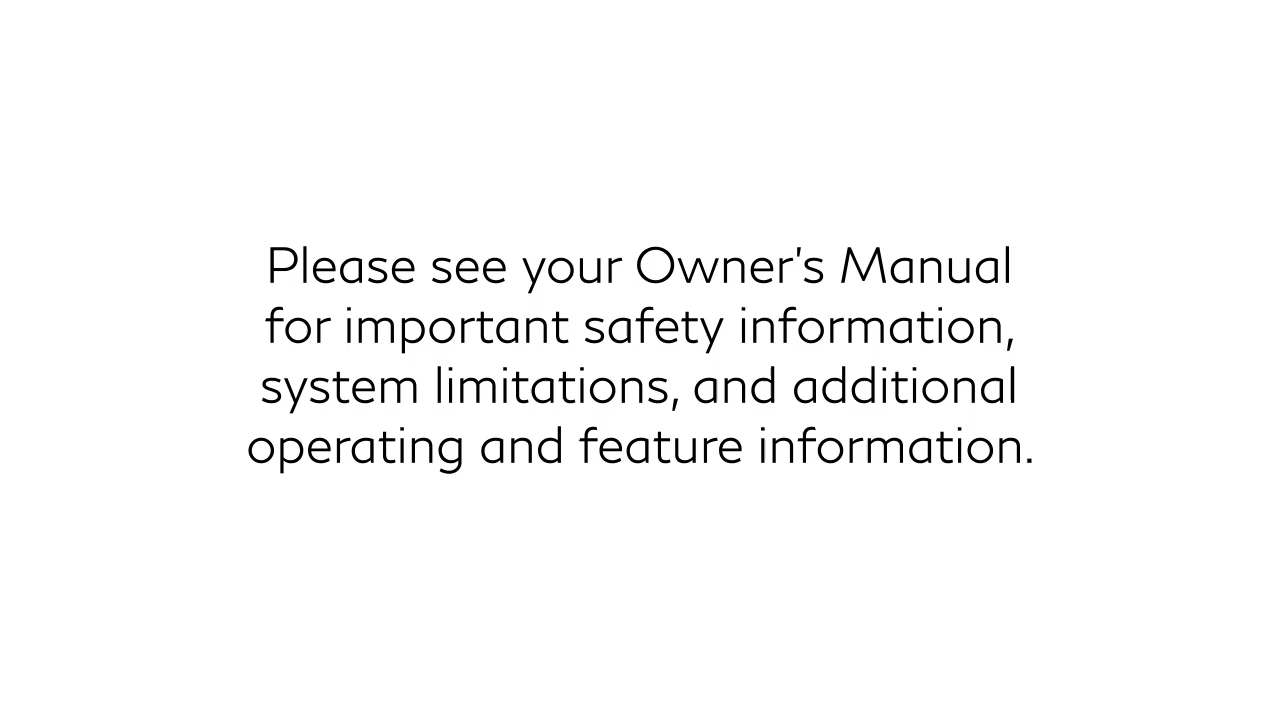 Please see your Owner's Manual
for important safety information,
system limitations, and additional
operating and feature information.